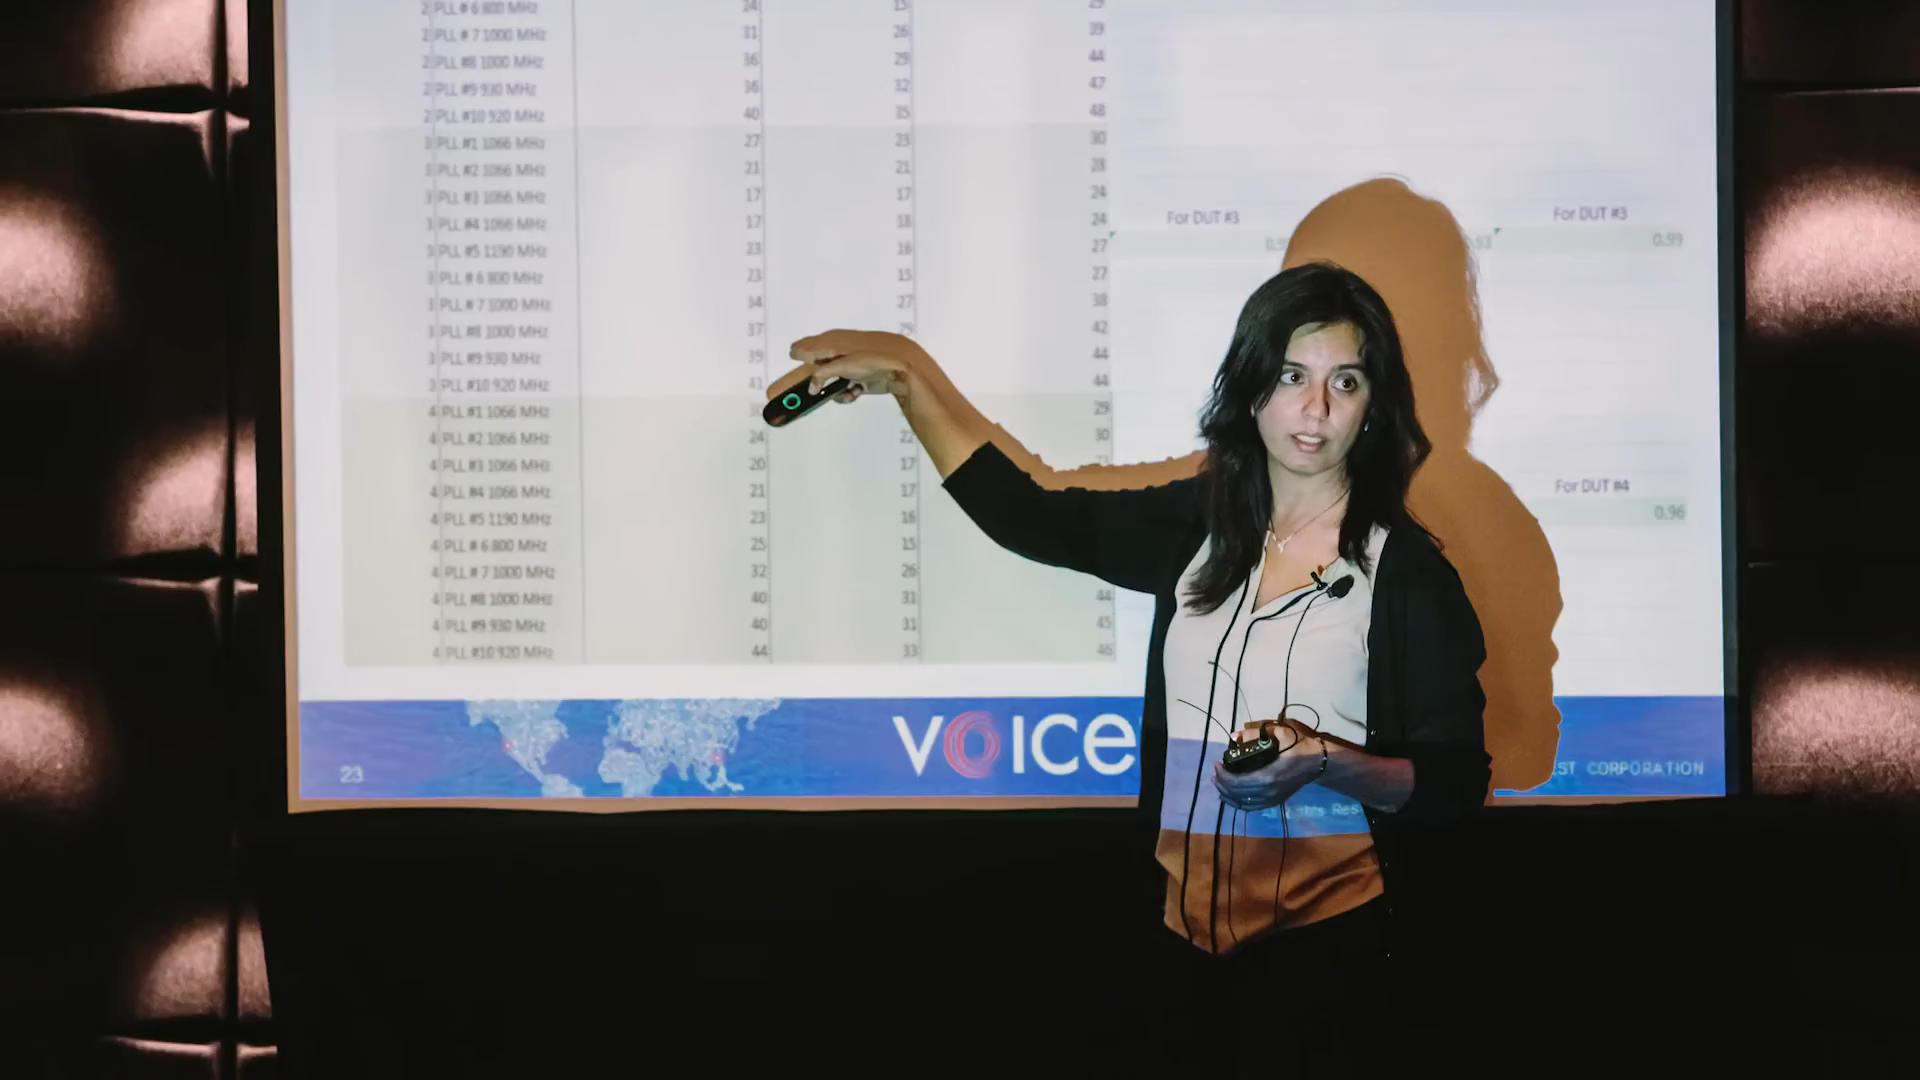 2 PLL # 6 800 MHz 24 15 29
2 PLL # 7 1000 MHz 31 26 39
2 PLL #8 1000 MHz 36 29 44
2 PLL #9 930 MHz 36 32 47
2 PLL #10 920 MHz 40 35 48
3 PLL #1 1066 MHz 27 23 30
3 PLL #2 1066 MHz 21 21 28
3 PLL #3 1066 MHz 17 17 24
3 PLL #4 1066 MHz 17 18 24 For DUT #3 For DUT #3
3 PLL #5 1190 MHz 23 16 27 0.99
3 PLL # 6 800 MHz 23 15 27
3 PLL # 7 1000 MHz 34 27 38
3 PLL #8 1000 MHz 37 29 42
3 PLL #9 930 MHz 39 44
3 PLL #10 920 MHz 41 44
4 PLL #1 1066 MHz 29
4 PLL #2 1066 MHz 24 22 30
4 PLL #3 1066 MHz 20 17
4 PLL #4 1066 MHz 21 17 For DUT #4
4 PLL #5 1190 MHz 23 16 0.96
4 PLL # 6 800 MHz 25 15
4 PLL # 7 1000 MHz 32 26
4 PLL #8 1000 MHz 40 31 44
4 PLL #9 930 MHz 40 31 45
4 PLL #10 920 MHz 44 33 46
VOICe
23
CORPORATION